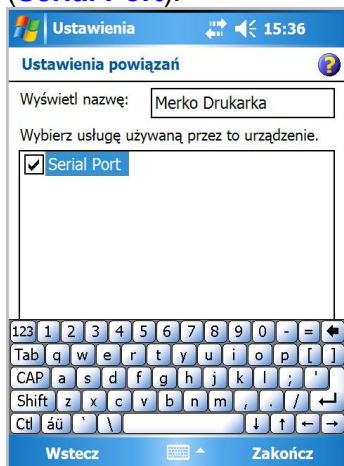 (Serial Port).
Ustawienia 15:36
Ustawienia powiązań ?
Wyświetl nazwę: Merko Drukarka
Wybierz usługę używaną przez to urządzenie.
Serial Port
123 1 2 3 4 5 6 7 8 9 0 - =
Tab q w e r t y u i o p [ ]
CAP a s d f g h j k l ; '
Shift z x c v b n m , . /
Ctl áü ` \
Wstecz Zakończ